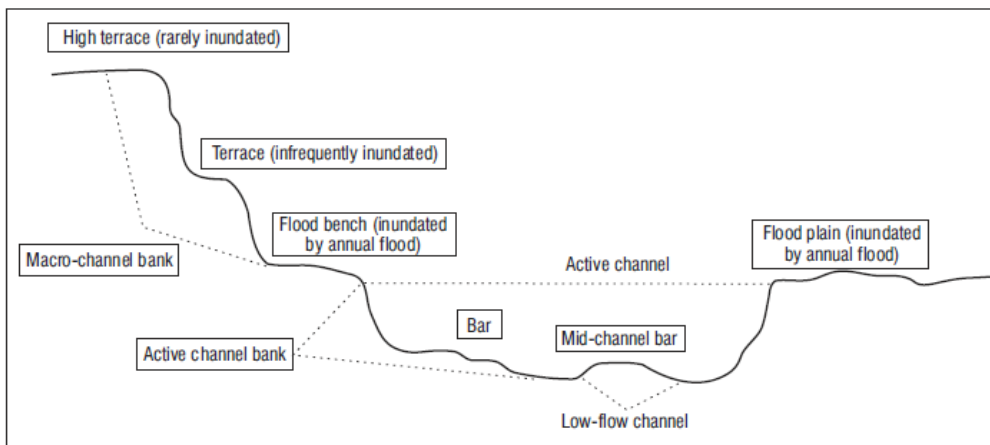 High terrace (rarely inundated)
Terrace (infrequently inundated)
Flood bench (inundated
by annual flood)
Flood plain (inundated
by annual flood)
Macro-channel bank
Active channel
Bar
Mid-channel bar
Active channel bank
Low-flow channel